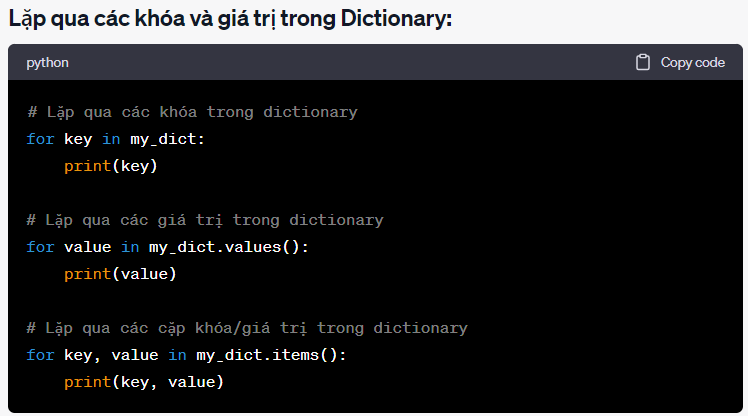 Lặp qua các khóa và giá trị trong Dictionary:
python Copy code
# Lặp qua các khóa trong dictionary
for key in my_dict:
    print(key)
# Lặp qua các giá trị trong dictionary
for value in my_dict.values():
    print(value)
# Lặp qua các cặp khóa/giá trị trong dictionary
for key, value in my_dict.items():
    print(key, value)